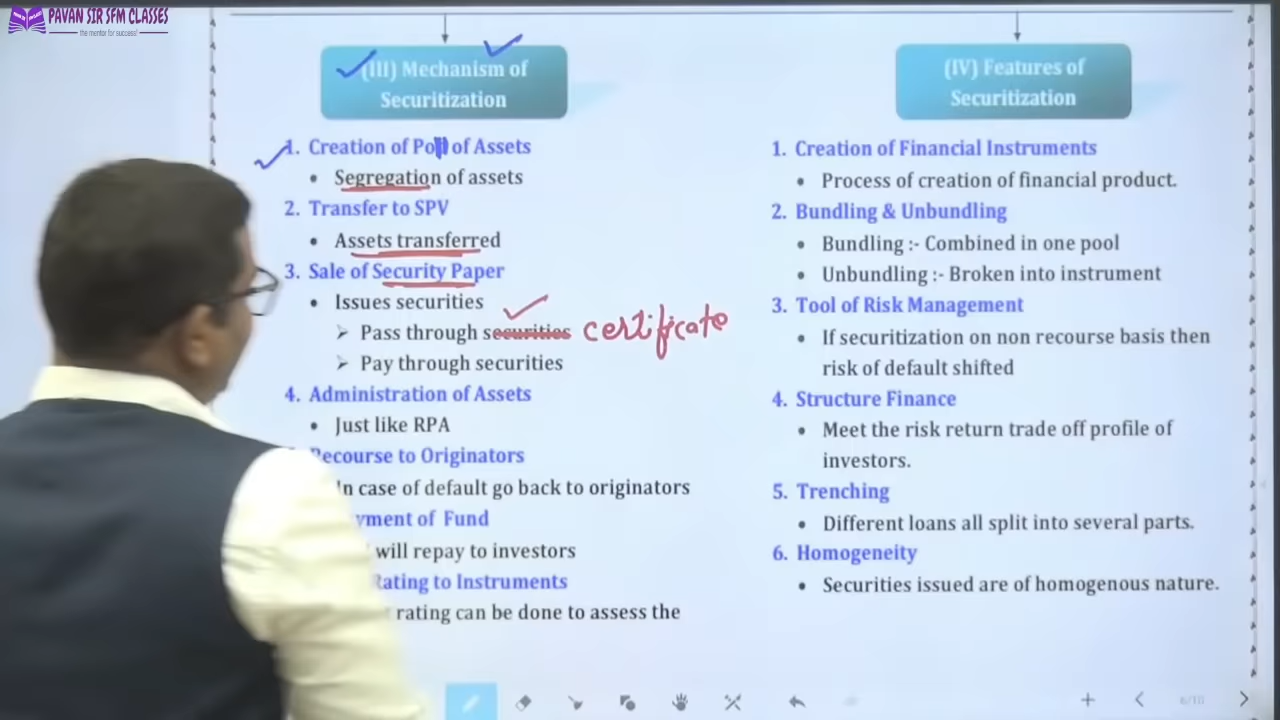 PAVAN SIR SFM CLASSES
the mentor for success!
(III) Mechanism of
Securitization
1. Creation of Pool of Assets
• Segregation of assets
2. Transfer to SPV
• Assets transferred
3. Sale of Security Paper
• Issues securities
➢ Pass through securities certificate
➢ Pay through securities
4. Administration of Assets
• Just like RPA
Recourse to Originators
In case of default go back to originators
yment of Fund
will repay to investors
Rating to Instruments
rating can be done to assess the
(IV) Features of
Securitization
1. Creation of Financial Instruments
• Process of creation of financial product.
2. Bundling & Unbundling
• Bundling :- Combined in one pool
• Unbundling :- Broken into instrument
3. Tool of Risk Management
• If securitization on non recourse basis then
risk of default shifted
4. Structure Finance
• Meet the risk return trade off profile of
investors.
5. Trenching
• Different loans all split into several parts.
6. Homogeneity
• Securities issued are of homogenous nature.
6/18